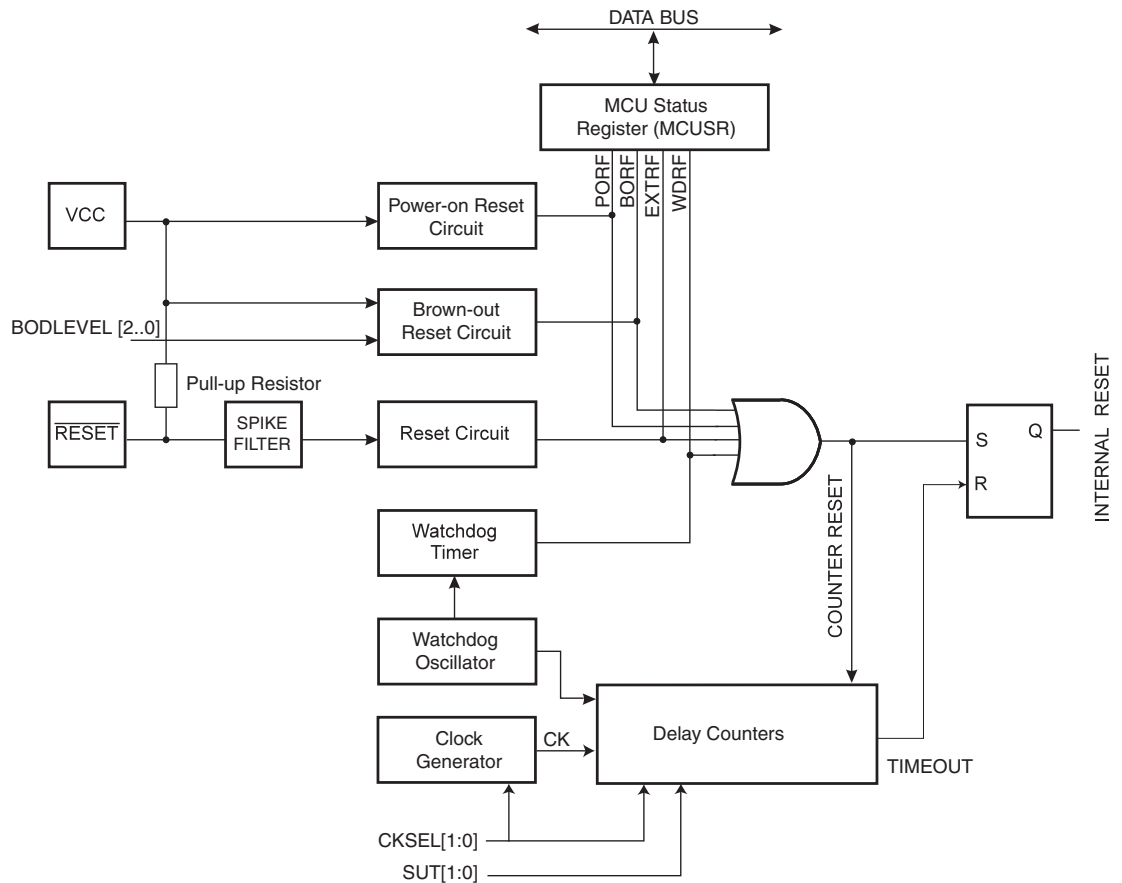 DATA BUS
MCU Status
Register (MCUSR)
PORF
BORF
EXTRF
WDRF
VCC
Power-on Reset
Circuit
Brown-out
Reset Circuit
BODLEVEL [2..0]
Pull-up Resistor
RESET
SPIKE
FILTER
Reset Circuit
S
Q
R
INTERNAL RESET
Watchdog
Timer
COUNTER RESET
Watchdog
Oscillator
Clock
Generator
CK
Delay Counters
TIMEOUT
CKSEL[1:0]
SUT[1:0]